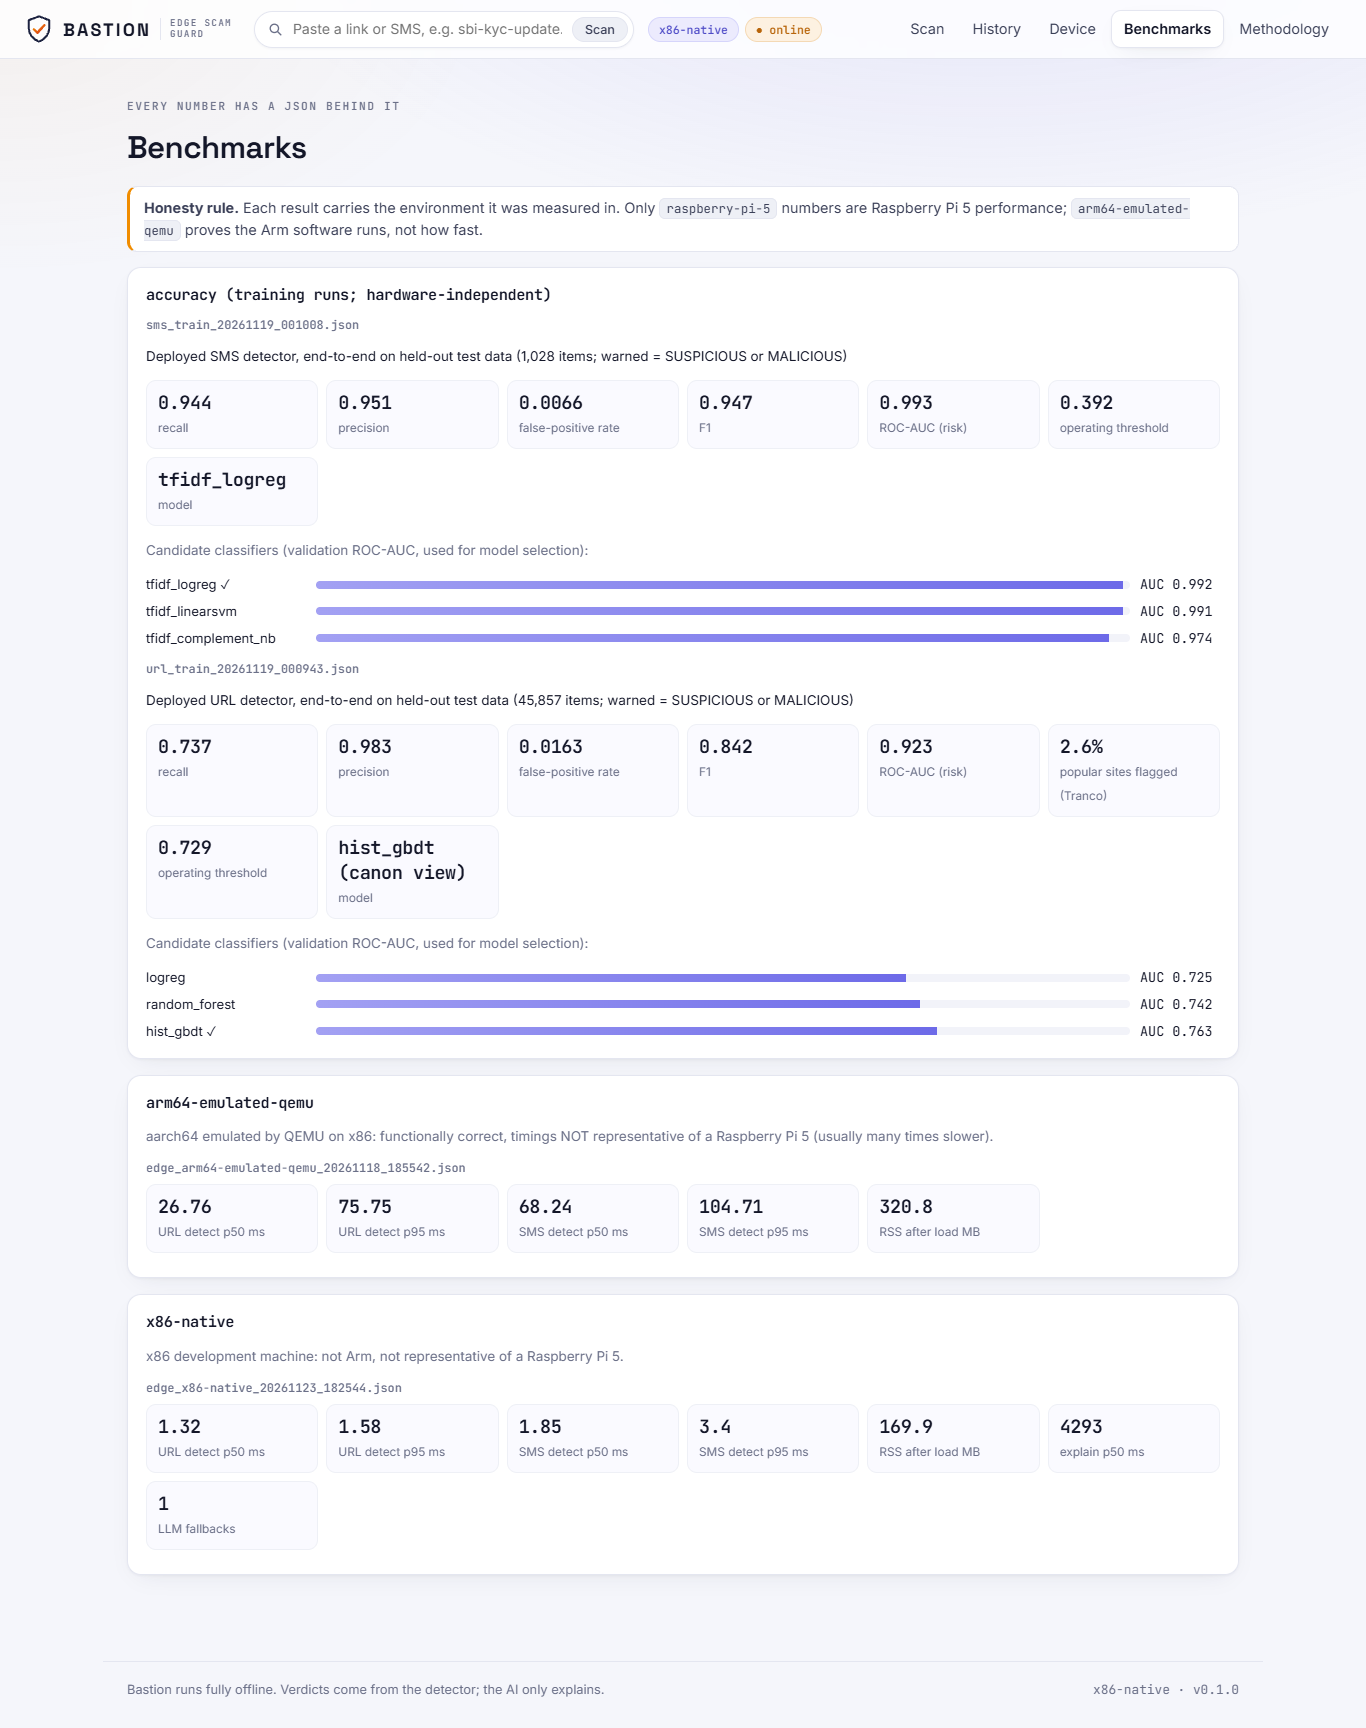 BASTION
EDGE SCAM
GUARD
Paste a link or SMS, e.g. sbi-kyc-update.
Scan
x86-native
● online
Scan
History
Device
Benchmarks
Methodology
EVERY NUMBER HAS A JSON BEHIND IT
Benchmarks
Honesty rule. Each result carries the environment it was measured in. Only raspberry-pi-5 numbers are Raspberry Pi 5 performance; arm64-emulated-
qemu proves the Arm software runs, not how fast.
accuracy (training runs; hardware-independent)
sms_train_20261119_001008.json
Deployed SMS detector, end-to-end on held-out test data (1,028 items; warned = SUSPICIOUS or MALICIOUS)
0.944
recall
0.951
precision
0.0066
false-positive rate
0.947
F1
0.993
ROC-AUC (risk)
0.392
operating threshold
tfidf_logreg
model
Candidate classifiers (validation ROC-AUC, used for model selection):
tfidf_logreg ✓ AUC 0.992
tfidf_linearsvm AUC 0.991
tfidf_complement_nb AUC 0.974
url_train_20261119_000943.json
Deployed URL detector, end-to-end on held-out test data (45,857 items; warned = SUSPICIOUS or MALICIOUS)
0.737
recall
0.983
precision
0.0163
false-positive rate
0.842
F1
0.923
ROC-AUC (risk)
2.6%
popular sites flagged
(Tranco)
0.729
operating threshold
hist_gbdt
(canon view)
model
Candidate classifiers (validation ROC-AUC, used for model selection):
logreg AUC 0.725
random_forest AUC 0.742
hist_gbdt ✓ AUC 0.763
arm64-emulated-qemu
aarch64 emulated by QEMU on x86: functionally correct, timings NOT representative of a Raspberry Pi 5 (usually many times slower).
edge_arm64-emulated-qemu_20261118_185542.json
26.76
URL detect p50 ms
75.75
URL detect p95 ms
68.24
SMS detect p50 ms
104.71
SMS detect p95 ms
320.8
RSS after load MB
x86-native
x86 development machine: not Arm, not representative of a Raspberry Pi 5.
edge_x86-native_20261123_182544.json
1.32
URL detect p50 ms
1.58
URL detect p95 ms
1.85
SMS detect p50 ms
3.4
SMS detect p95 ms
169.9
RSS after load MB
4293
explain p50 ms
1
LLM fallbacks
Bastion runs fully offline. Verdicts come from the detector; the AI only explains.
x86-native · v0.1.0